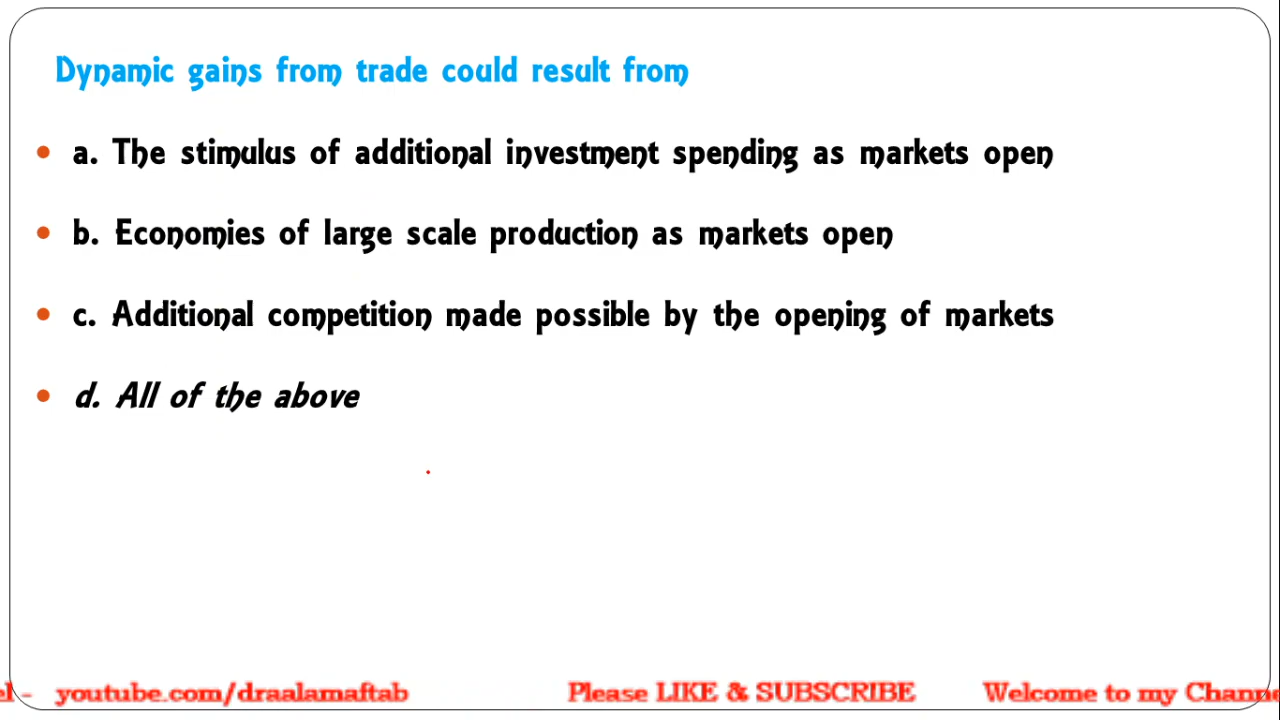 Dynamic gains from trade could result from
• a. The stimulus of additional investment spending as markets open
• b. Economies of large scale production as markets open
• c. Additional competition made possible by the opening of markets
• d. All of the above
el - youtube.com/draalamaftab Please LIKE & SUBSCRIBE Welcome to my Channe